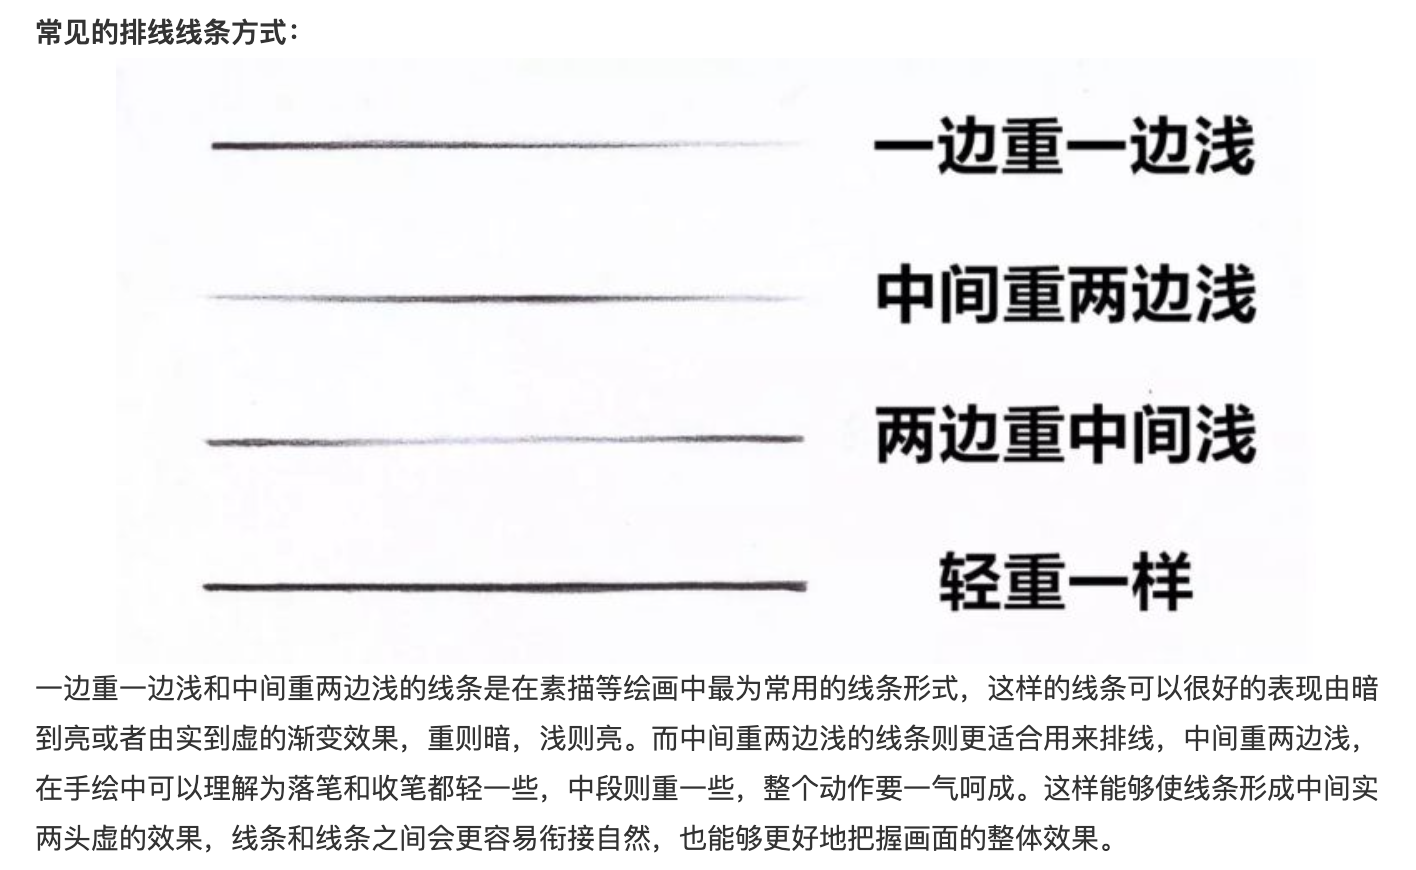 常见的排线线条方式：
一边重一边浅
中间重两边浅
两边重中间浅
轻重一样
一边重一边浅和中间重两边浅的线条是在素描等绘画中最为常用的线条形式，这样的线条可以很好的表现由暗
到亮或者由实到虚的渐变效果，重则暗，浅则亮。而中间重两边浅的线条则更适合用来排线，中间重两边浅，
在手绘中可以理解为落笔和收笔都轻一些，中段则重一些，整个动作要一气呵成。这样能够使线条形成中间实
两头虚的效果，线条和线条之间会更容易衔接自然，也能够更好地把握画面的整体效果。